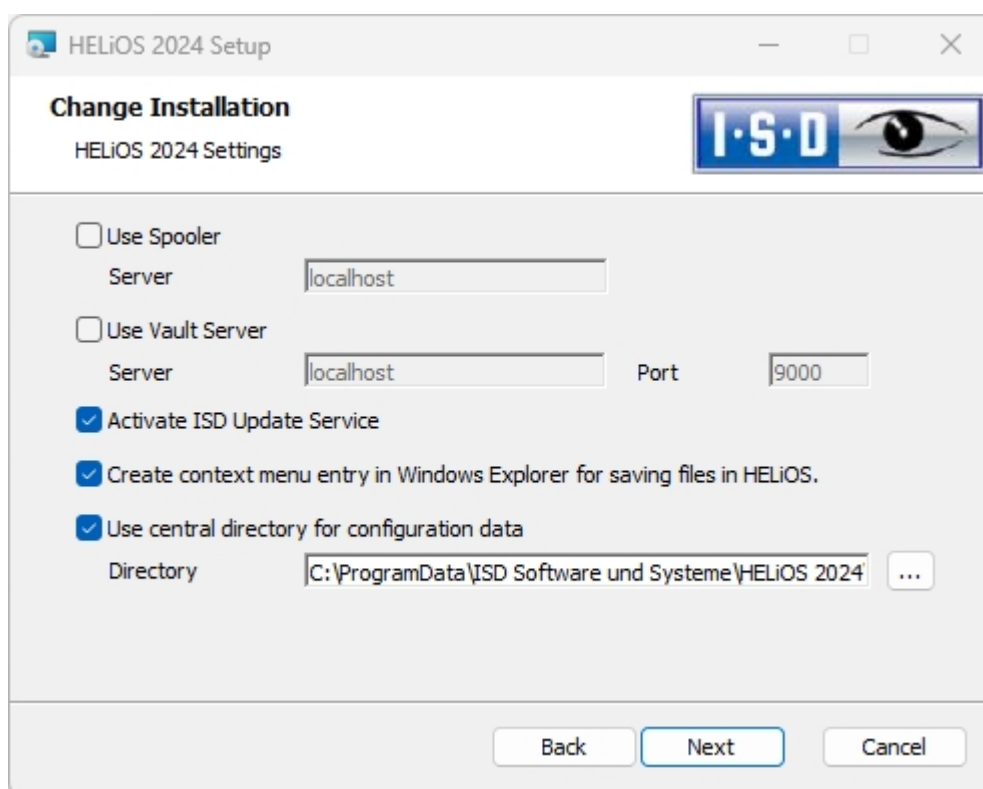 HELiOS 2024 Setup
Change Installation
HELiOS 2024 Settings
I·S·D
Use Spooler
Server localhost
Use Vault Server
Server localhost Port 9000
Activate ISD Update Service
Create context menu entry in Windows Explorer for saving files in HELiOS.
Use central directory for configuration data
Directory C:\ProgramData\ISD Software und Systeme\HELiOS 2024 ...
Back Next Cancel